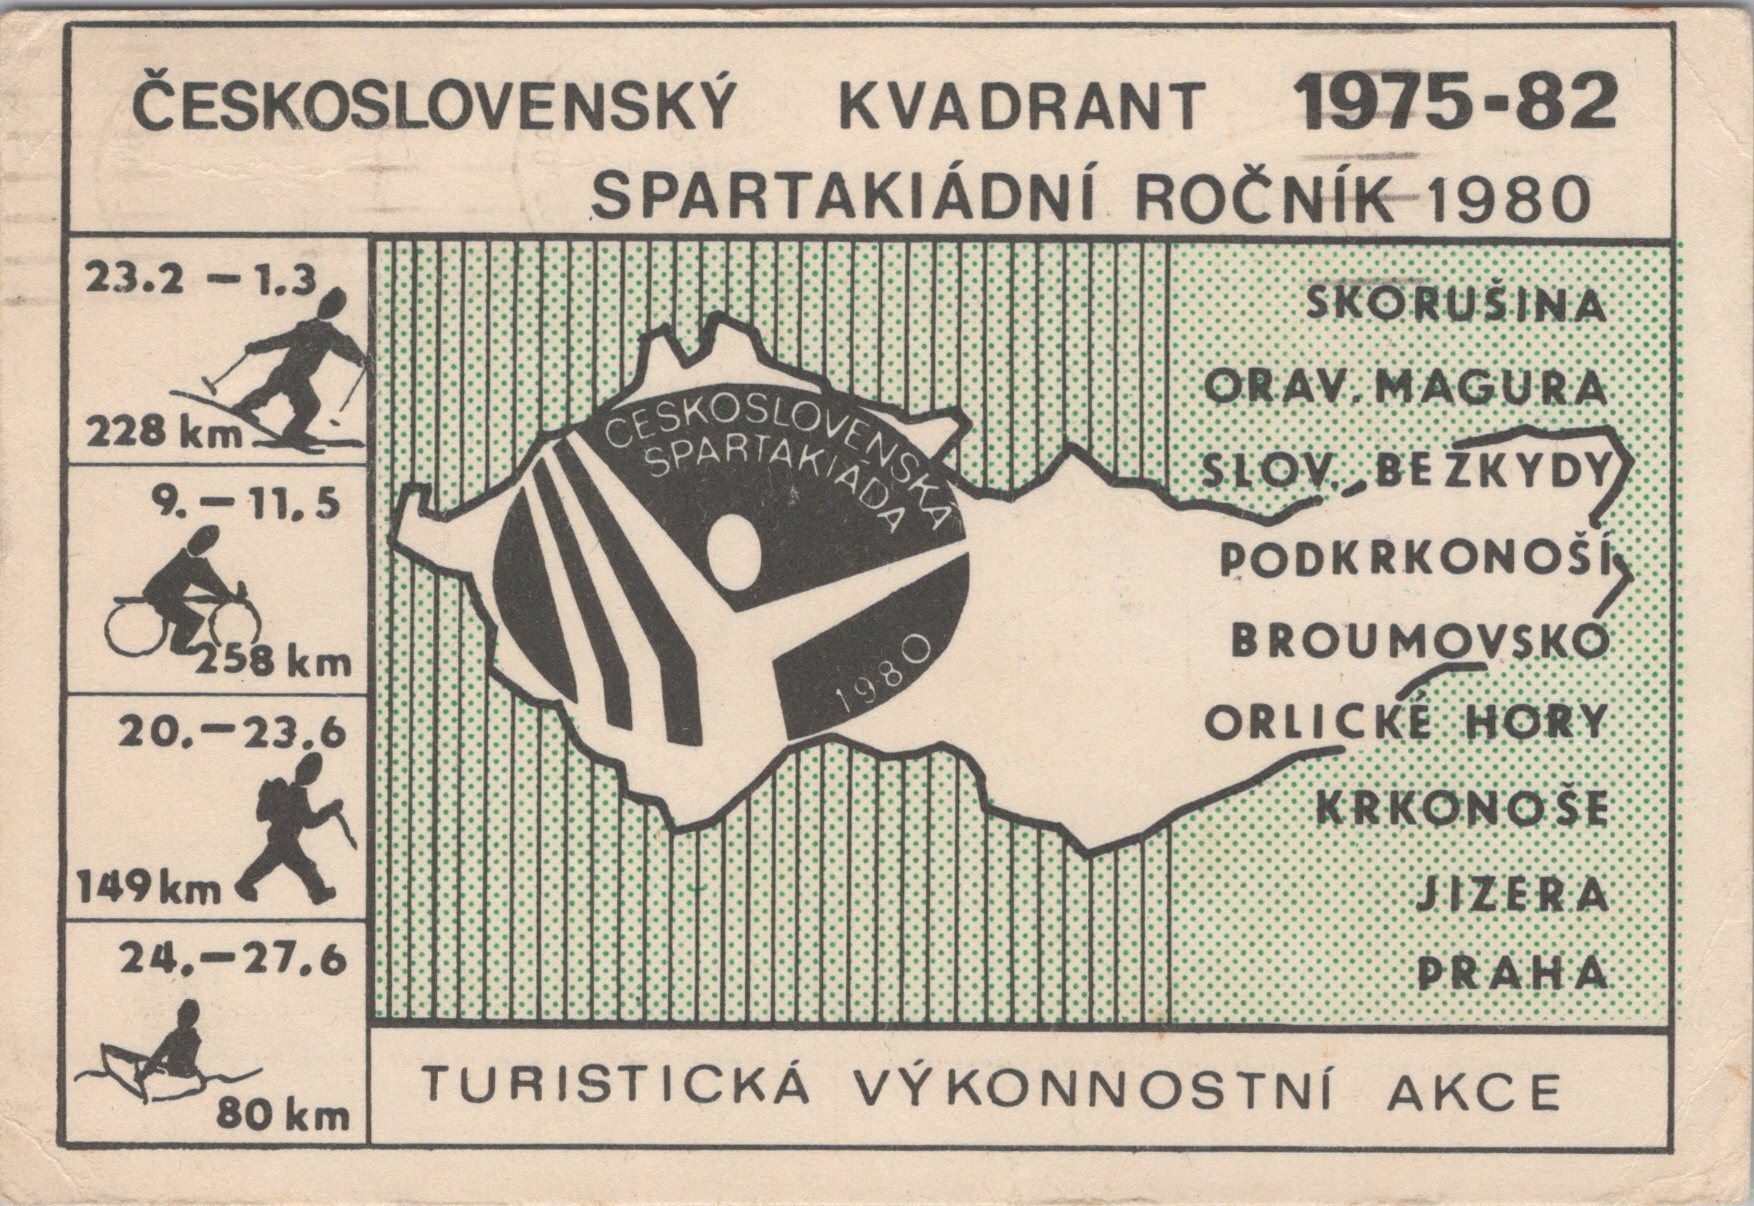 ČESKOSLOVENSKÝ KVADRANT 1975-82
SPARTAKIÁDNÍ ROČNÍK 1980
23.2 - 1.3
228 km
9. - 11.5
258 km
20. - 23.6
149 km
24. - 27.6
80 km
ČESKOSLOVENSKÁ
SPARTAKIÁDA
1980
SKORUŠINA
ORAV. MAGURA
SLOV. BEZKYDY
PODKRKONOŠÍ
BROUMOVSKO
ORLICKÉ HORY
KRKONOŠE
JIZERA
PRAHA
TURISTICKÁ VÝKONNOSTNÍ AKCE